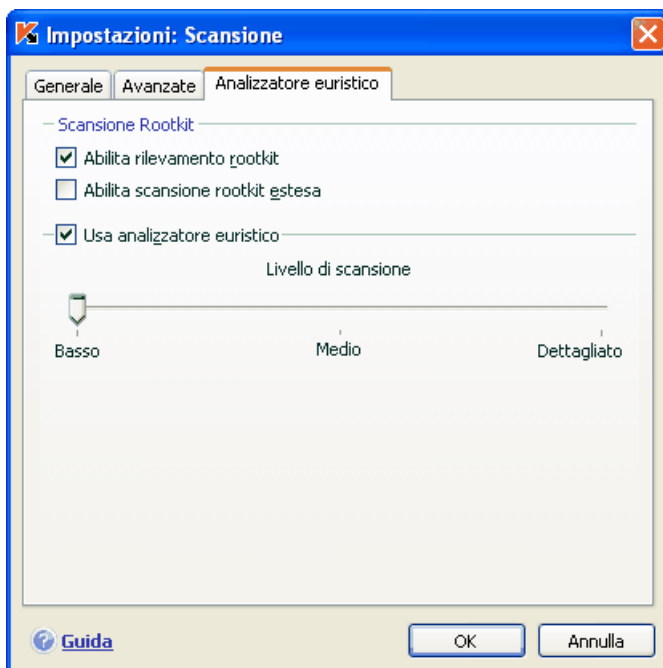 Impostazioni: Scansione
Generale Avanzate Analizzatore euristico
Scansione Rootkit
Abilita rilevamento rootkit
Abilita scansione rootkit estesa
Usa analizzatore euristico
Livello di scansione
Basso Medio Dettagliato
Guida OK Annulla